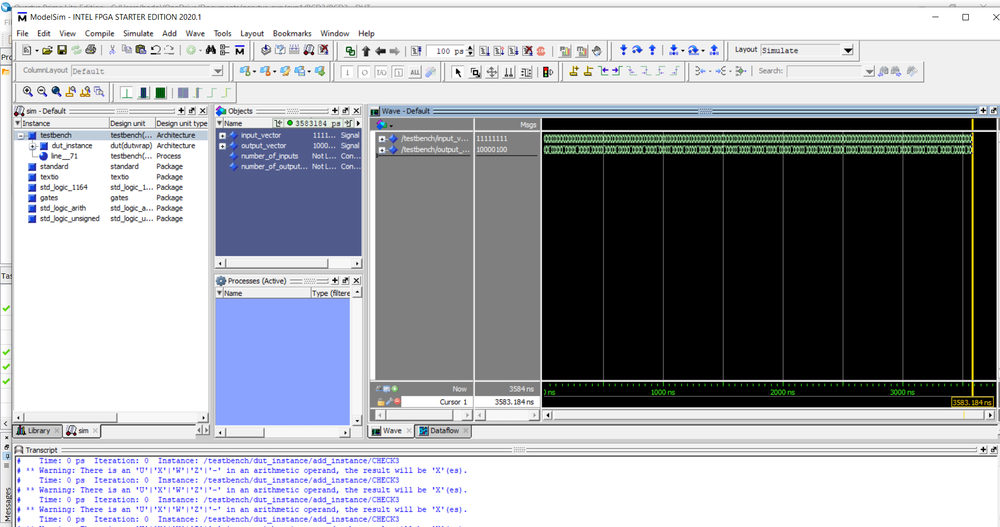 ModelSim - INTEL FPGA STARTER EDITION 2020.1
File Edit View Compile Simulate Add Wave Tools Layout Bookmarks Window Help
100 ps
Layout Simulate
ColumnLayout Default
Search:
sim - Default
Instance Design unit Design unit type
testbench testbench(... Architecture
dut_instance dut(dutwrap) Architecture
line__71 testbench(... Process
standard standard Package
textio textio Package
std_logic_1164 std_logic_1... Package
gates gates Package
std_logic_arith std_logic_a... Package
std_logic_unsigned std_logic_u... Package
Library sim
Objects
Name 3583184 ps
input_vector 1111... Signal
output_vector 1000... Signal
number_of_inputs Not L... Con...
number_of_output... Not L... Con...
Processes (Active)
Name Type (filtere
Wave - Default
Msgs
/testbench/input_v... 11111111
/testbench/output_... 10000100
Now 3584 ns
Cursor 1 3583.184 ns
ns 1000 ns 2000 ns 3000 ns
3583.184 ns
Wave Dataflow
Transcript
# Time: 0 ps Iteration: 0 Instance: /testbench/dut_instance/add_instance/CHECK3
# ** Warning: There is an 'U'|'X'|'W'|'Z'|'-' in an arithmetic operand, the result will be 'X'(es).
# Time: 0 ps Iteration: 0 Instance: /testbench/dut_instance/add_instance/CHECK3
# ** Warning: There is an 'U'|'X'|'W'|'Z'|'-' in an arithmetic operand, the result will be 'X'(es).
# Time: 0 ps Iteration: 0 Instance: /testbench/dut_instance/add_instance/CHECK3
# ** Warning: There is an 'U'|'X'|'W'|'Z'|'-' in an arithmetic operand, the result will be 'X'(es).
# Time: 0 ps Iteration: 0 Instance: /testbench/dut_instance/add_instance/CHECK3
Messages